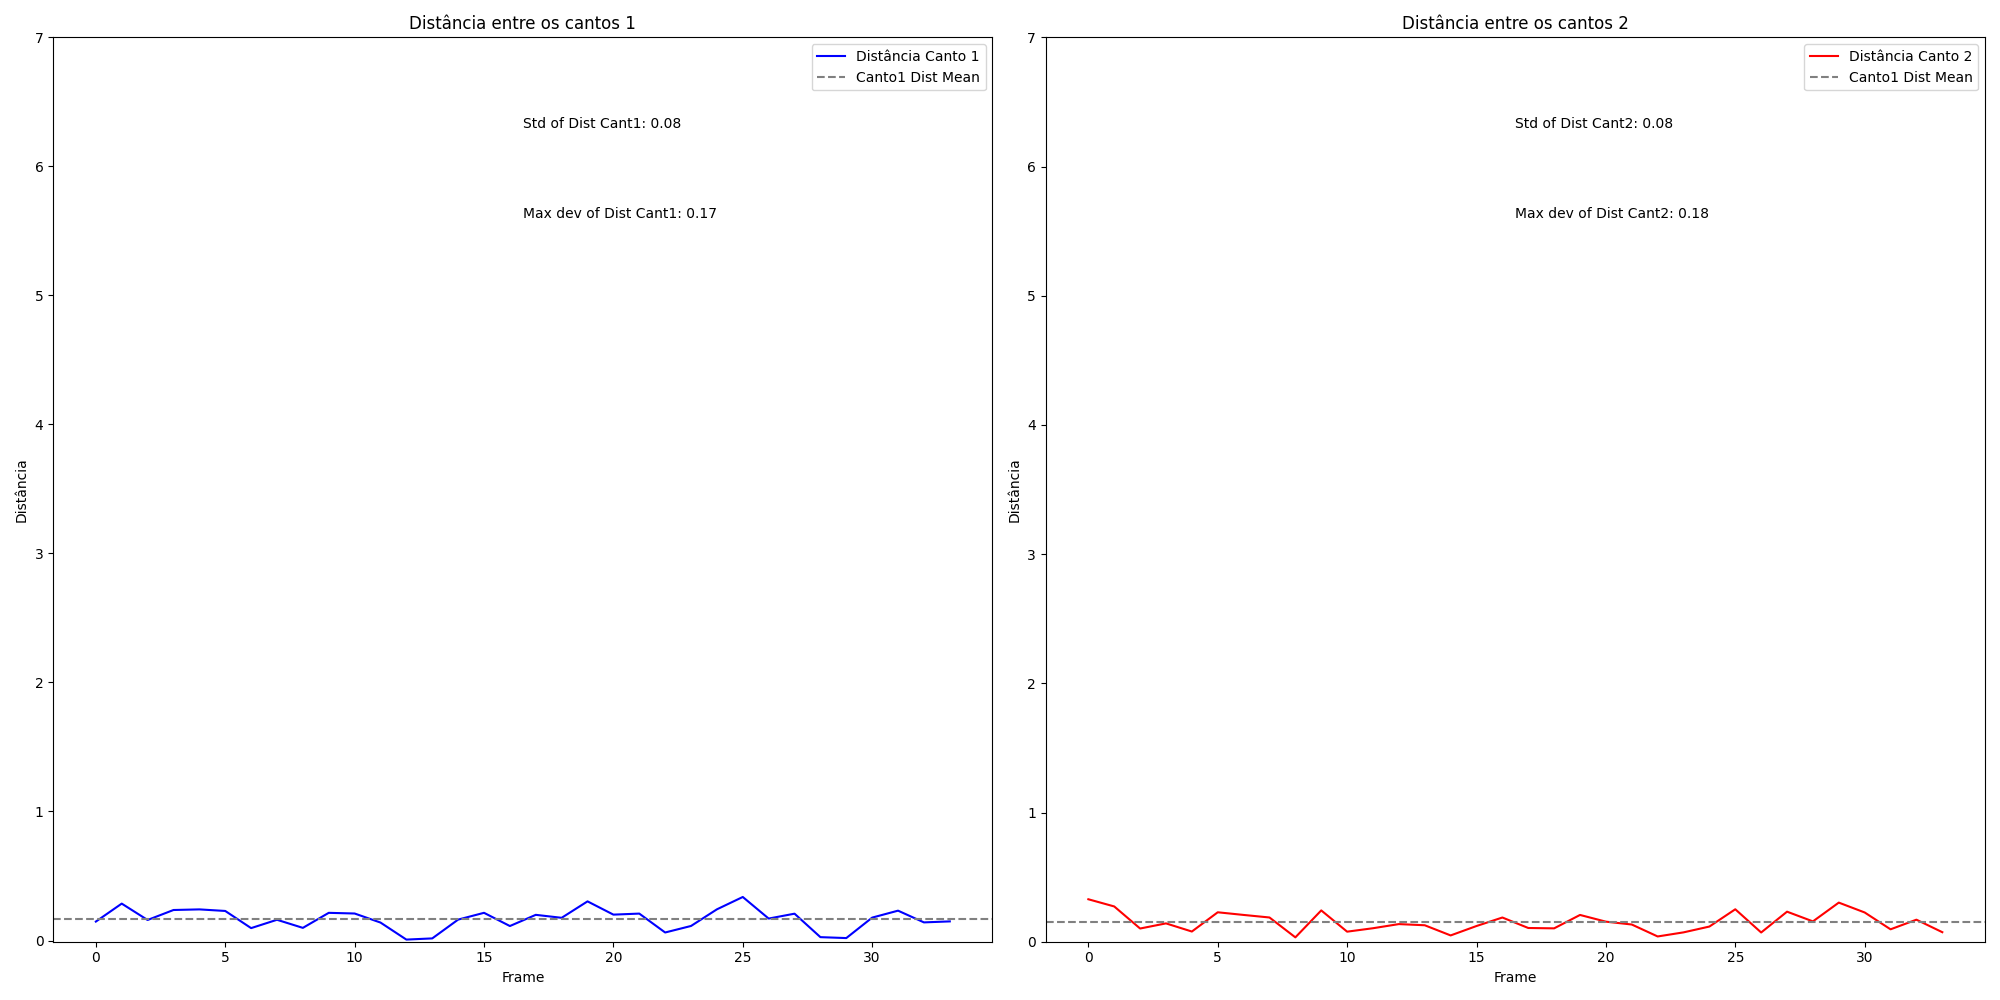 Distância entre os cantos 1
Distância Canto 1
Canto1 Dist Mean
Std of Dist Cant1: 0.08
Max dev of Dist Cant1: 0.17
Distância
7
6
5
4
3
2
1
0
0 5 10 15 20 25 30
Frame
Distância entre os cantos 2
Distância Canto 2
Canto1 Dist Mean
Std of Dist Cant2: 0.08
Max dev of Dist Cant2: 0.18
Distância
7
6
5
4
3
2
1
0
0 5 10 15 20 25 30
Frame